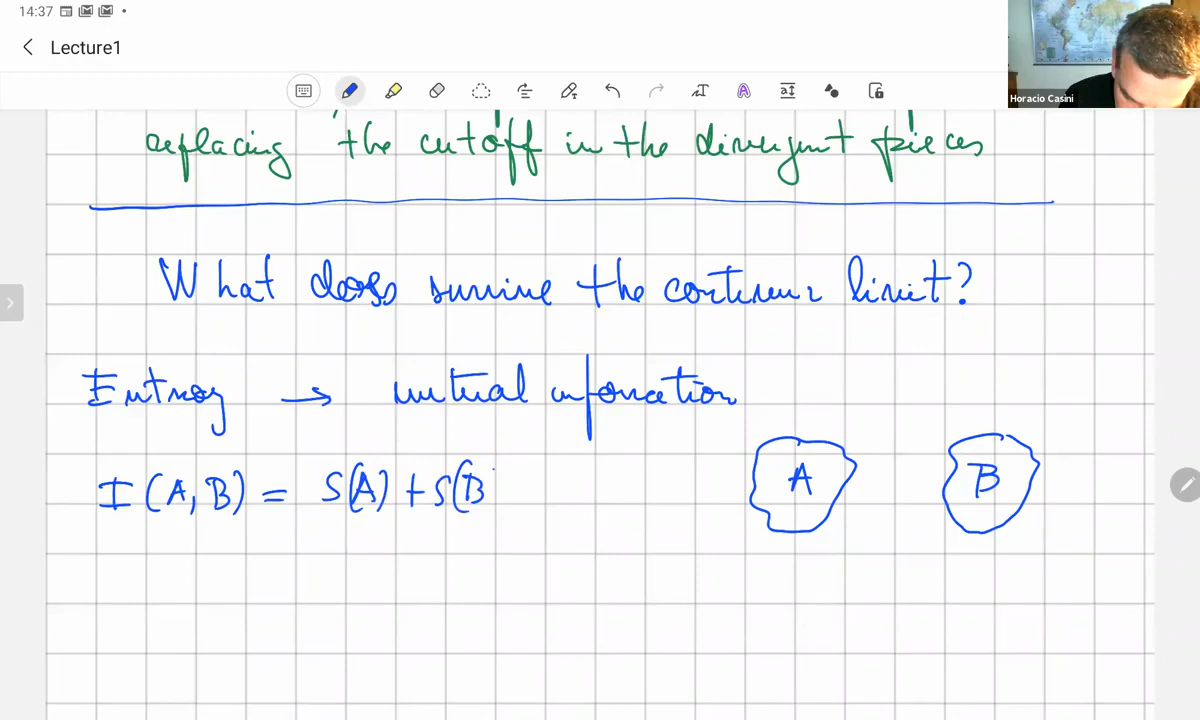 14:37
Lecture1
Horacio Casini
replacing the cutoff in the divergent pieces
What does survive the continuum limit?
Entropy → mutual information
I (A, B) = S(A) + S(B
A
B